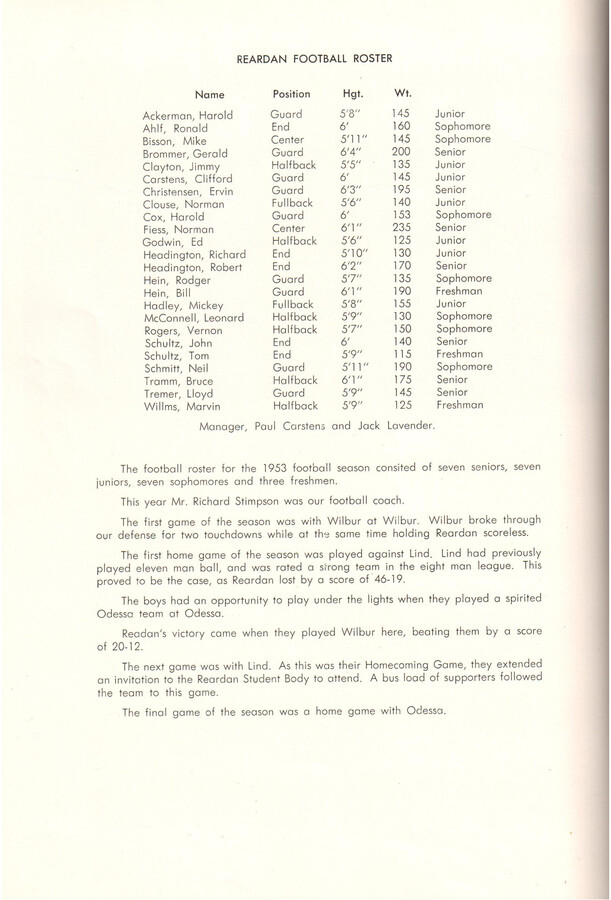 REARDAN FOOTBALL ROSTER
Name Position Hgt. Wt.
Ackerman, Harold Guard 5'8" 145 Junior
Ahlf, Ronald End 6' 160 Sophomore
Bisson, Mike Center 5'11" 145 Sophomore
Brommer, Gerald Guard 6'4" 200 Senior
Clayton, Jimmy Halfback 5'5" 135 Junior
Carstens, Clifford Guard 6' 145 Junior
Christensen, Ervin Guard 6'3" 195 Senior
Clouse, Norman Fullback 5'6" 140 Junior
Cox, Harold Guard 6' 153 Sophomore
Fiess, Norman Center 6'1" 235 Senior
Godwin, Ed Halfback 5'6" 125 Junior
Headington, Richard End 5'10" 130 Junior
Headington, Robert End 6'2" 170 Senior
Hein, Rodger Guard 5'7" 135 Sophomore
Hein, Bill Guard 6'1" 190 Freshman
Hadley, Mickey Fullback 5'8" 155 Junior
McConnell, Leonard Halfback 5'9" 130 Sophomore
Rogers, Vernon Halfback 5'7" 150 Sophomore
Schultz, John End 6' 140 Senior
Schultz, Tom End 5'9" 115 Freshman
Schmitt, Neil Guard 5'11" 190 Sophomore
Tramm, Bruce Halfback 6'1" 175 Senior
Tremer, Lloyd Guard 5'9" 145 Senior
Willms, Marvin Halfback 5'9" 125 Freshman
Manager, Paul Carstens and Jack Lavender.
The football roster for the 1953 football season consited of seven seniors, seven
juniors, seven sophomores and three freshmen.
This year Mr. Richard Stimpson was our football coach.
The first game of the season was with Wilbur at Wilbur. Wilbur broke through
our defense for two touchdowns while at the same time holding Reardan scoreless.
The first home game of the season was played against Lind. Lind had previously
played eleven man ball, and was rated a strong team in the eight man league. This
proved to be the case, as Reardan lost by a score of 46-19.
The boys had an opportunity to play under the lights when they played a spirited
Odessa team at Odessa.
Readan's victory came when they played Wilbur here, beating them by a score
of 20-12.
The next game was with Lind. As this was their Homecoming Game, they extended
an invitation to the Reardan Student Body to attend. A bus load of supporters followed
the team to this game.
The final game of the season was a home game with Odessa.